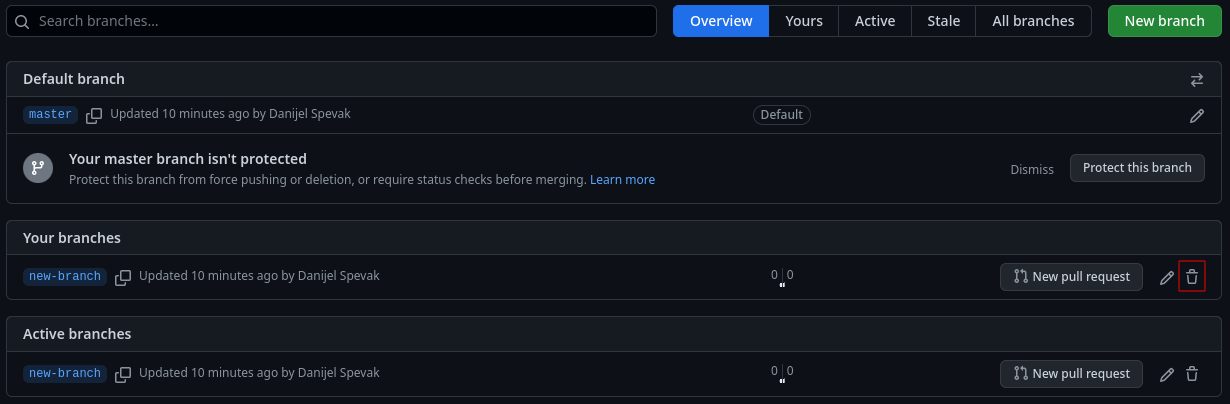 Search branches...
Overview Yours Active Stale All branches New branch
Default branch
master Updated 10 minutes ago by Danijel Spevak Default
Your master branch isn't protected
Protect this branch from force pushing or deletion, or require status checks before merging. Learn more
Dismiss Protect this branch
Your branches
new-branch Updated 10 minutes ago by Danijel Spevak 0 0 New pull request
Active branches
new-branch Updated 10 minutes ago by Danijel Spevak 0 0 New pull request